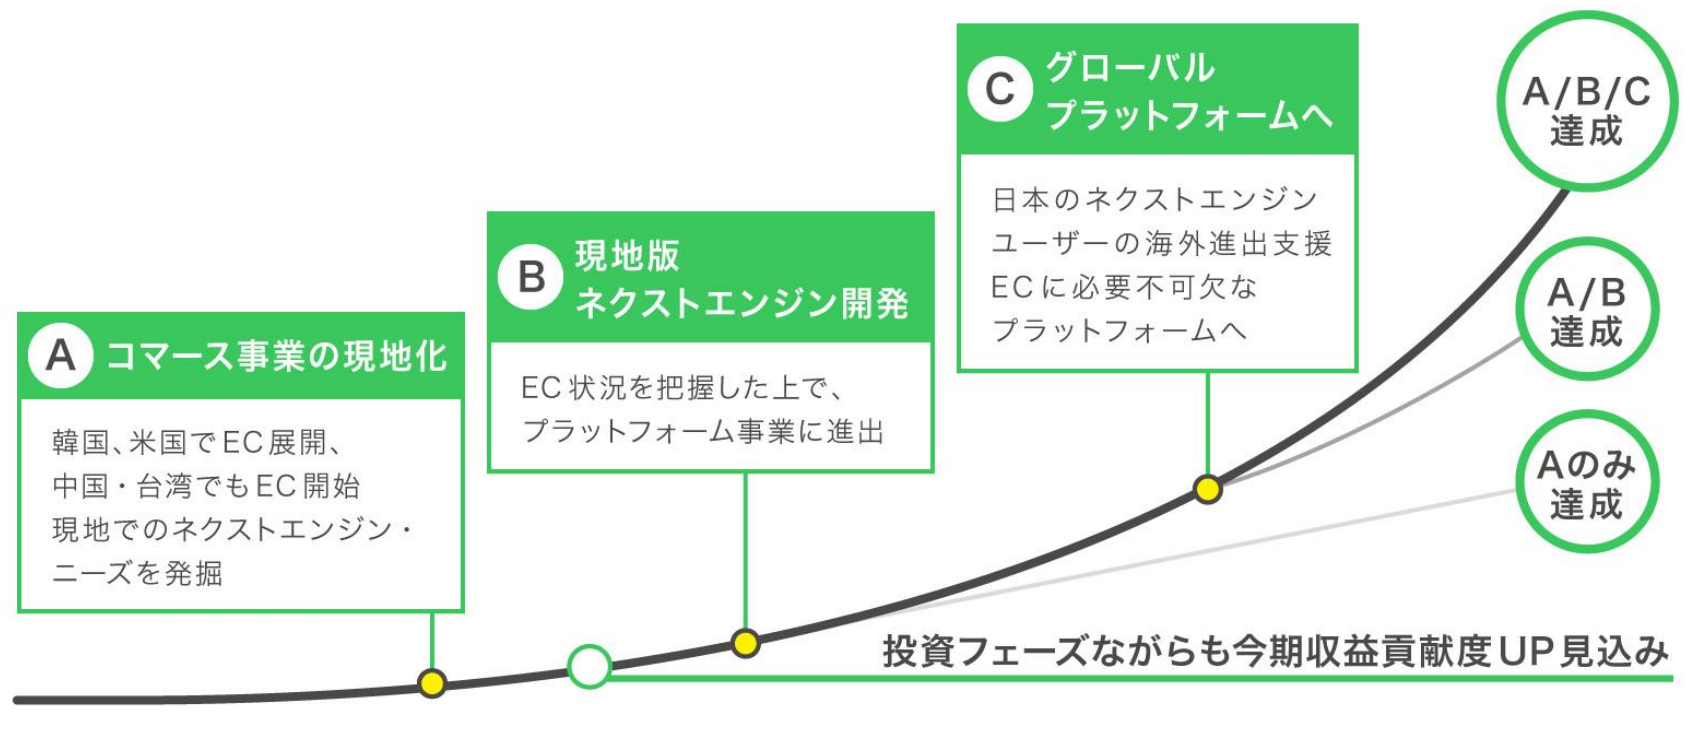 A
コマース事業の現地化
韓国、米国でEC展開、
中国・台湾でもEC開始
現地でのネクストエンジン・
ニーズを発掘
B
現地版
ネクストエンジン開発
EC状況を把握した上で、
プラットフォーム事業に進出
C
グローバル
プラットフォームへ
日本のネクストエンジン
ユーザーの海外進出支援
ECに必要不可欠な
プラットフォームへ
A/B/C
達成
A/B
達成
Aのみ
達成
投資フェーズながらも今期収益貢献度UP見込み